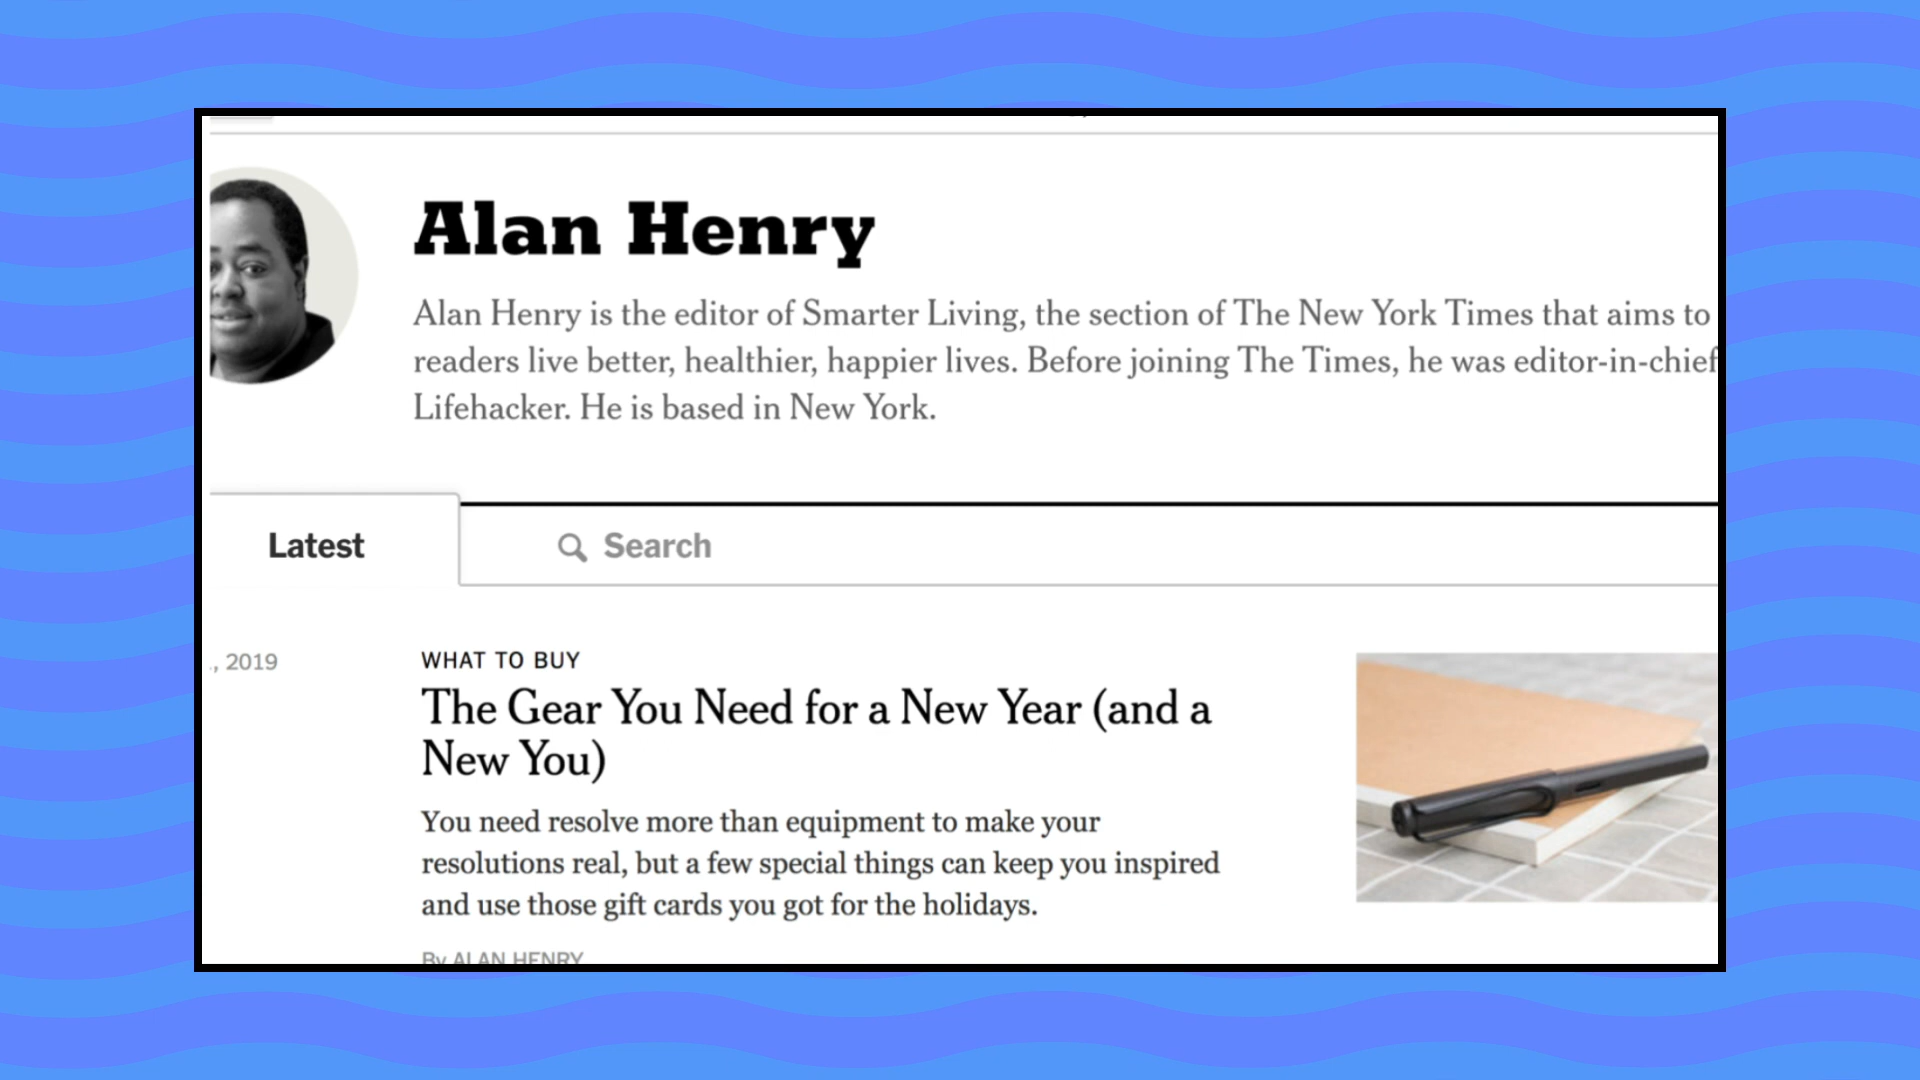 Alan Henry
Alan Henry is the editor of Smarter Living, the section of The New York Times that aims to
readers live better, healthier, happier lives. Before joining The Times, he was editor-in-chief
Lifehacker. He is based in New York.
Latest
Search
., 2019
WHAT TO BUY
The Gear You Need for a New Year (and a
New You)
You need resolve more than equipment to make your
resolutions real, but a few special things can keep you inspired
and use those gift cards you got for the holidays.
By ALAN HENRY